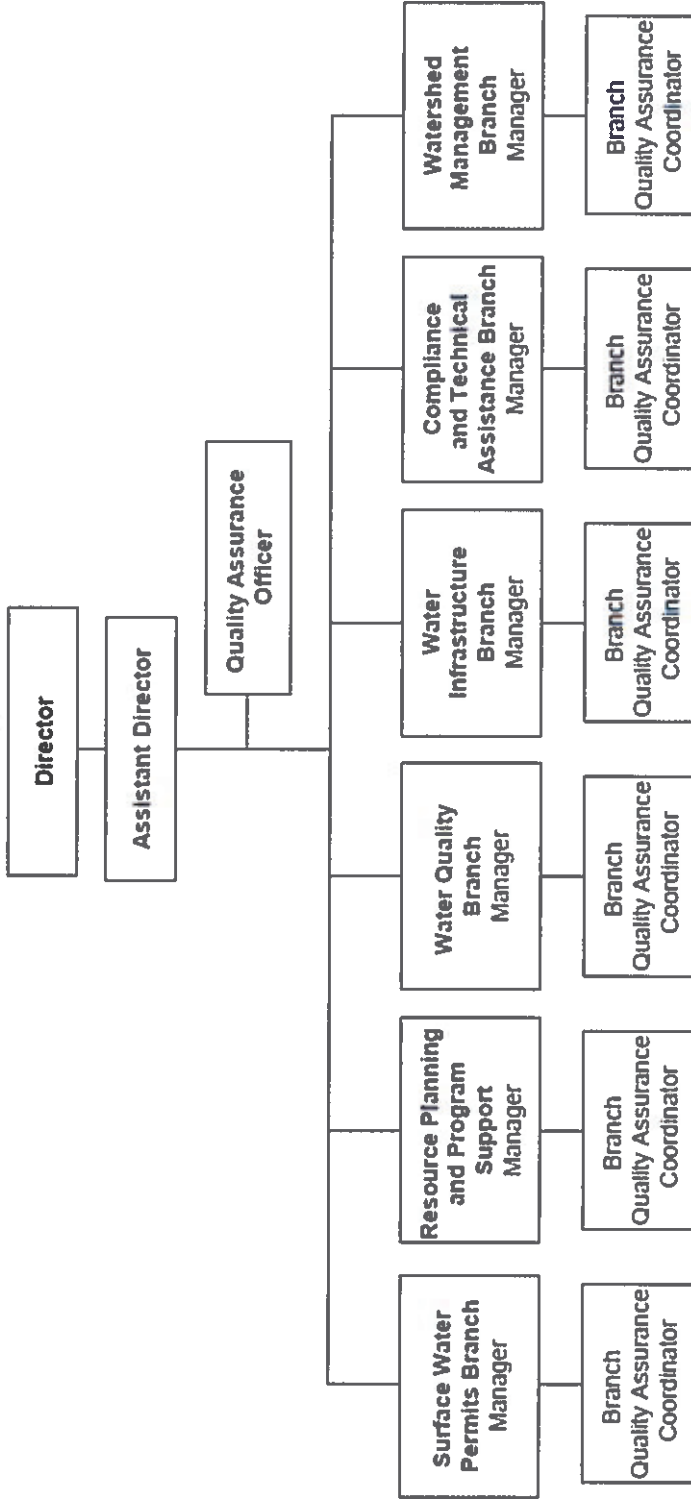 Director
Assistant Director
Quality Assurance
Officer
Surface Water
Permits Branch
Manager
Resource Planning
and Program
Support
Manager
Water Quality
Branch
Manager
Water
Infrastructure
Branch
Manager
Compliance
and Technical
Assistance Branch
Manager
Watershed
Management
Branch
Manager
Branch
Quality Assurance
Coordinator
Branch
Quality Assurance
Coordinator
Branch
Quality Assurance
Coordinator
Branch
Quality Assurance
Coordinator
Branch
Quality Assurance
Coordinator
Branch
Quality Assurance
Coordinator